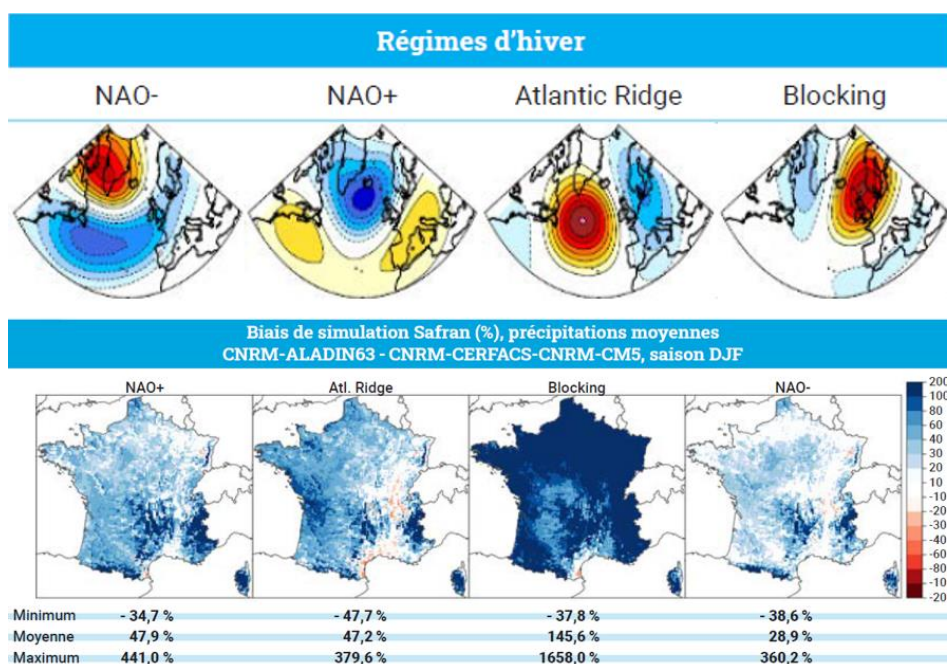 Régimes d'hiver
NAO- NAO+ Atlantic Ridge Blocking
Biais de simulation Safran (%), précipitations moyennes
CNRM-ALADIN63 - CNRM-CERFACS-CNRM-CM5, saison DJF
NAO+ Atl. Ridge Blocking NAO-
200
100
80
60
40
30
20
10
-10
-20
-30
-40
-60
-80
-10
-20
Minimum - 34,7 % - 47,7 % - 37,8 % - 38,6 %
Moyenne 47,9 % 47,2 % 145,6 % 28,9 %
Maximum 441,0 % 379,6 % 1658,0 % 360,2 %